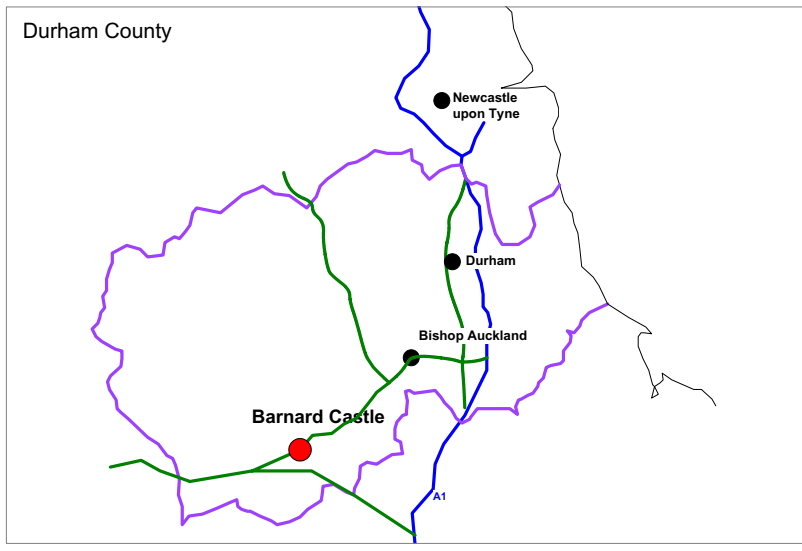 Durham County
Newcastle
upon Tyne
Durham
Bishop Auckland
Barnard Castle
A1